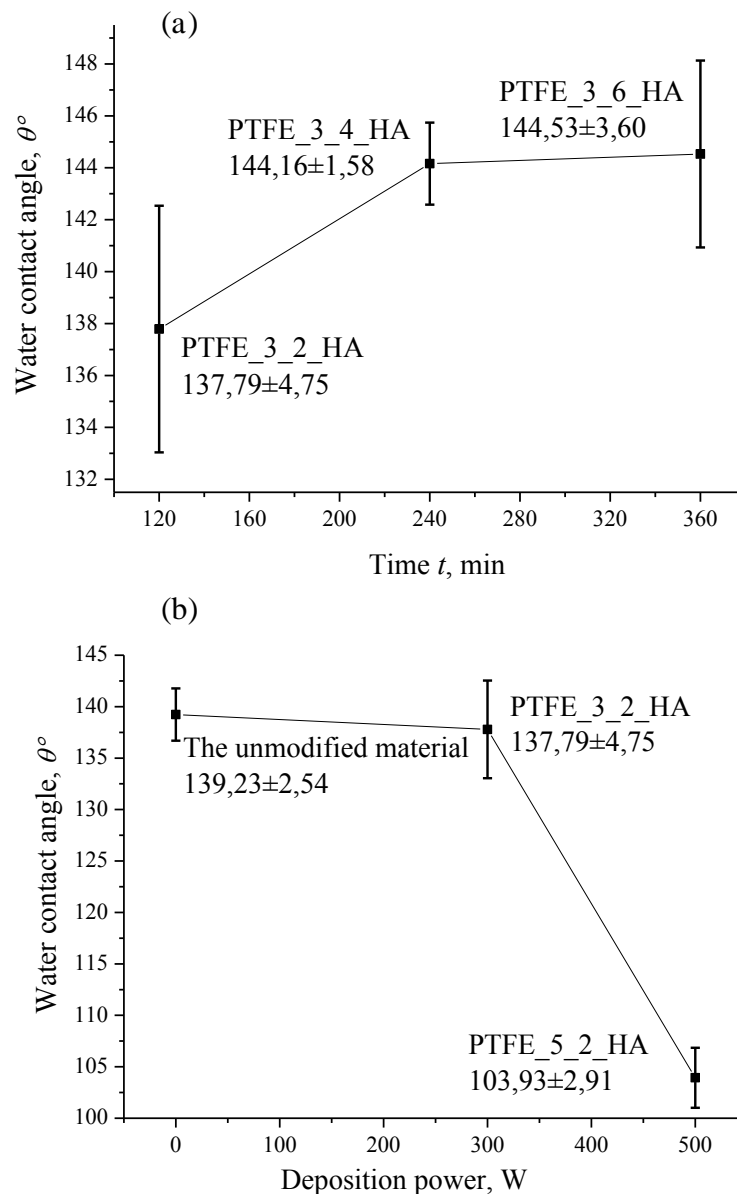 (a)
148
146
144
142
140
138
136
134
132
Water contact angle, θ°
PTFE_3_6_HA
144,53±3,60
PTFE_3_4_HA
144,16±1,58
PTFE_3_2_HA
137,79±4,75
120 160 200 240 280 320 360
Time t, min
(b)
145
140
135
130
125
120
115
110
105
100
Water contact angle, θ°
PTFE_3_2_HA
137,79±4,75
The unmodified material
139,23±2,54
PTFE_5_2_HA
103,93±2,91
0 100 200 300 400 500
Deposition power, W